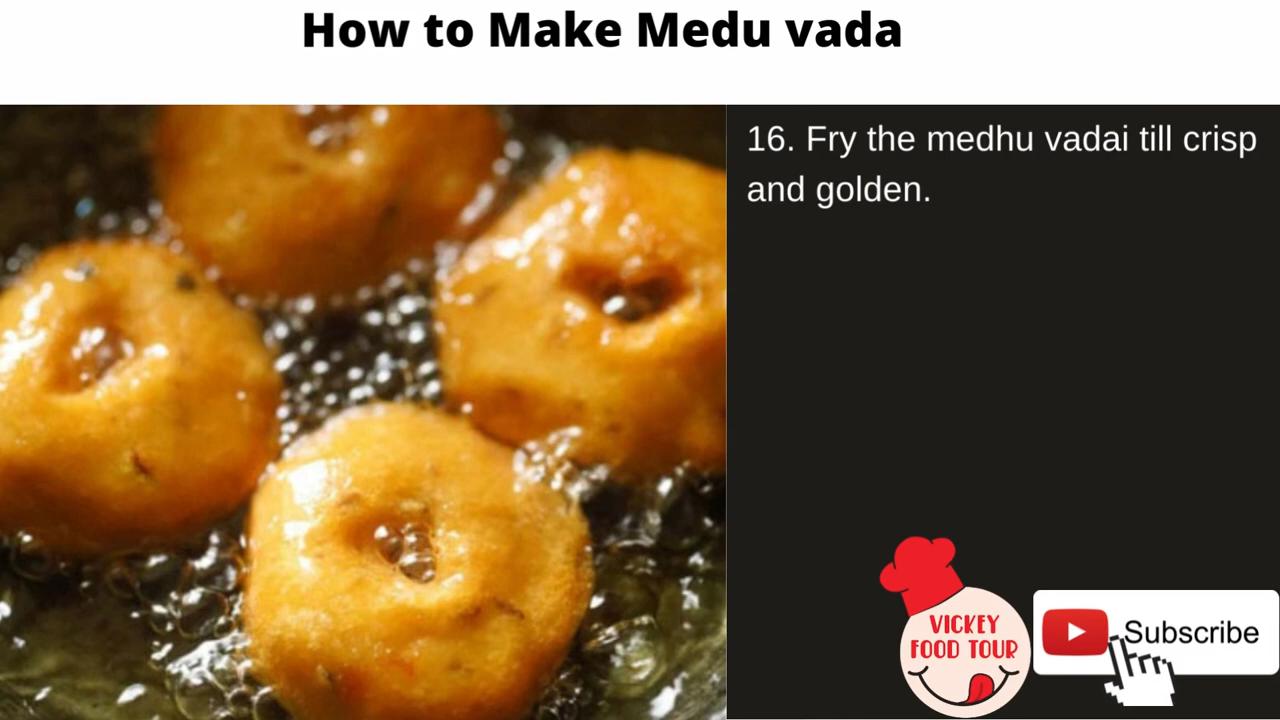 How to Make Medu vada
16. Fry the medhu vadai till crisp
and golden.
VICKEY
FOOD TOUR
Subscribe